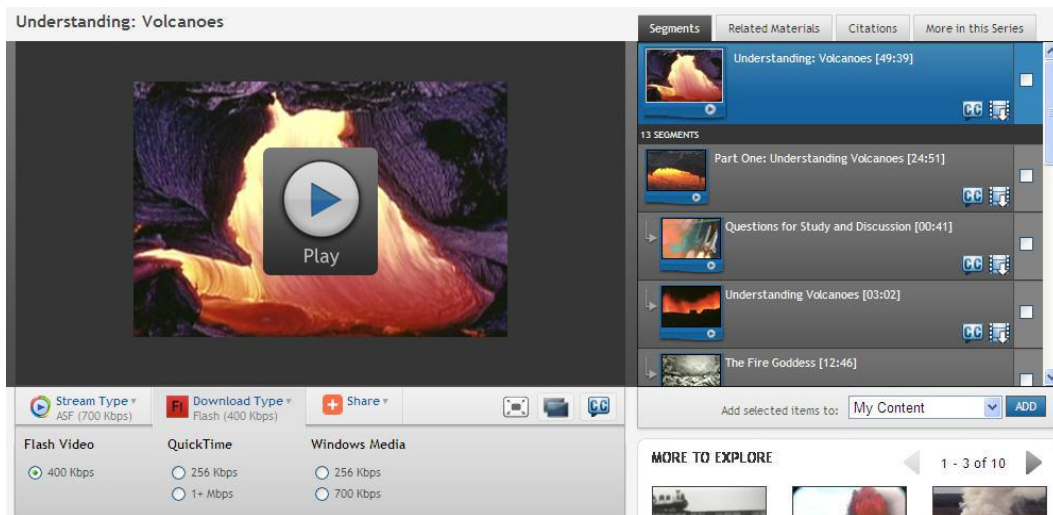 Understanding: Volcanoes
Play
Stream Type
ASF (700 Kbps)
Fl
Download Type
Flash (400 Kbps)
Share
CC
Flash Video
QuickTime
Windows Media
400 Kbps
256 Kbps
256 Kbps
1+ Mbps
700 Kbps
Segments
Related Materials
Citations
More in this Series
Understanding: Volcanoes [49:39]
CC
13 SEGMENTS
Part One: Understanding Volcanoes [24:51]
CC
Questions for Study and Discussion [00:41]
CC
Understanding Volcanoes [03:02]
CC
The Fire Goddess [12:46]
Add selected items to: My Content ADD
MORE TO EXPLORE
1 - 3 of 10